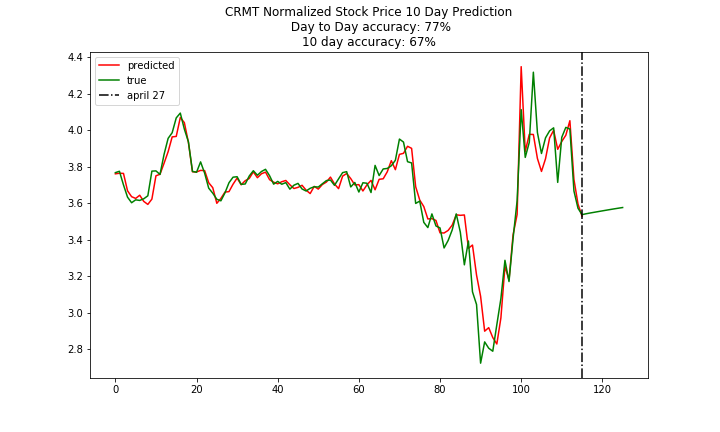 CRMT Normalized Stock Price 10 Day Prediction
Day to Day accuracy: 77%
10 day accuracy: 67%
predicted
true
april 27
4.4
4.2
4.0
3.8
3.6
3.4
3.2
3.0
2.8
0
20
40
60
80
100
120